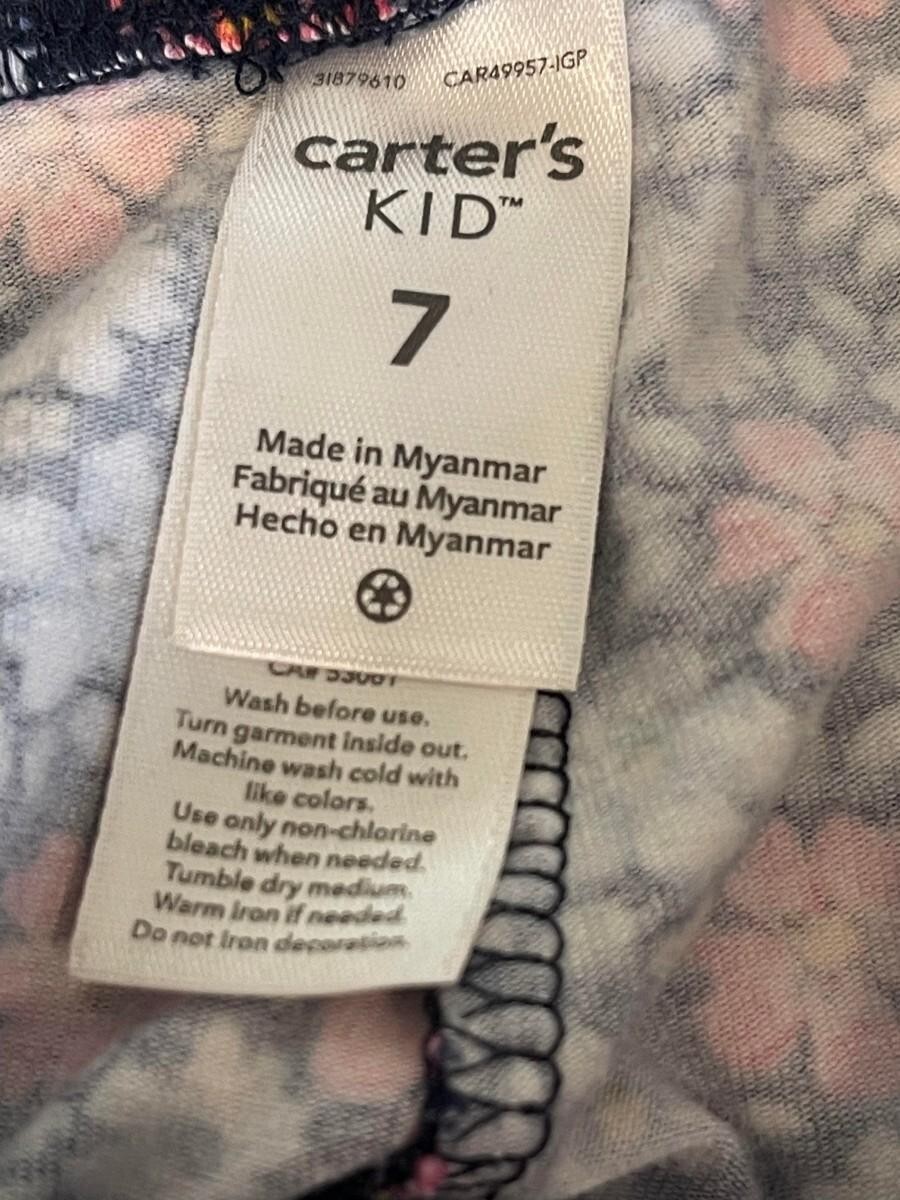 31879610 CAR49957-IGP
carter's
KID™
7
Made in Myanmar
Fabriqué au Myanmar
Hecho en Myanmar
CA# 53061
Wash before use.
Turn garment inside out.
Machine wash cold with
like colors.
Use only non-chlorine
bleach when needed.
Tumble dry medium.
Warm iron if needed.
Do not iron decoration.